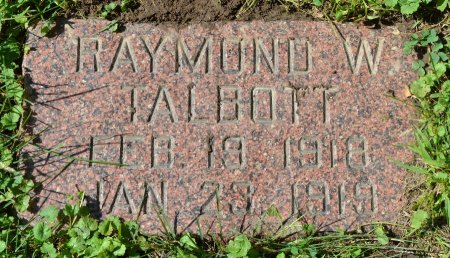 RAYMOND W.
TALBOTT
FEB. 19 1918
JAN. 23, 1919